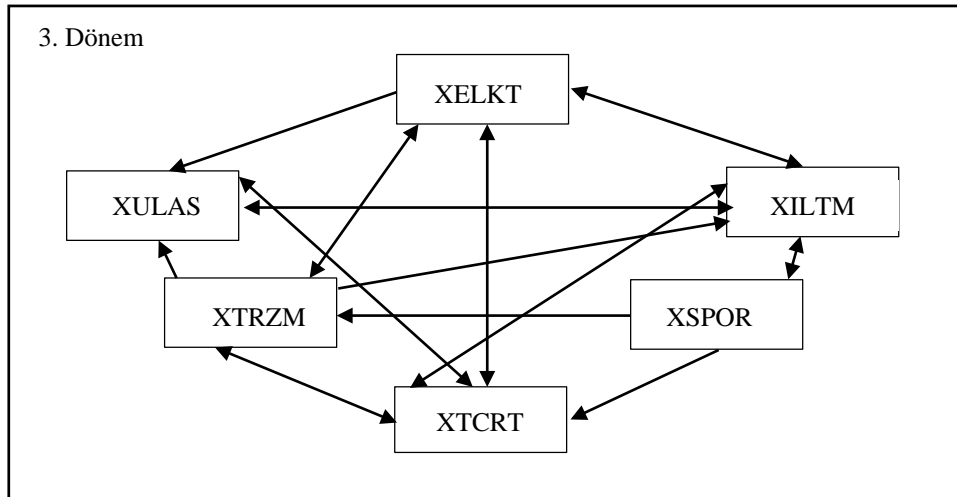 3. Dönem
XELKT
XULAS
XILTM
XTRZM
XSPOR
XTCRT